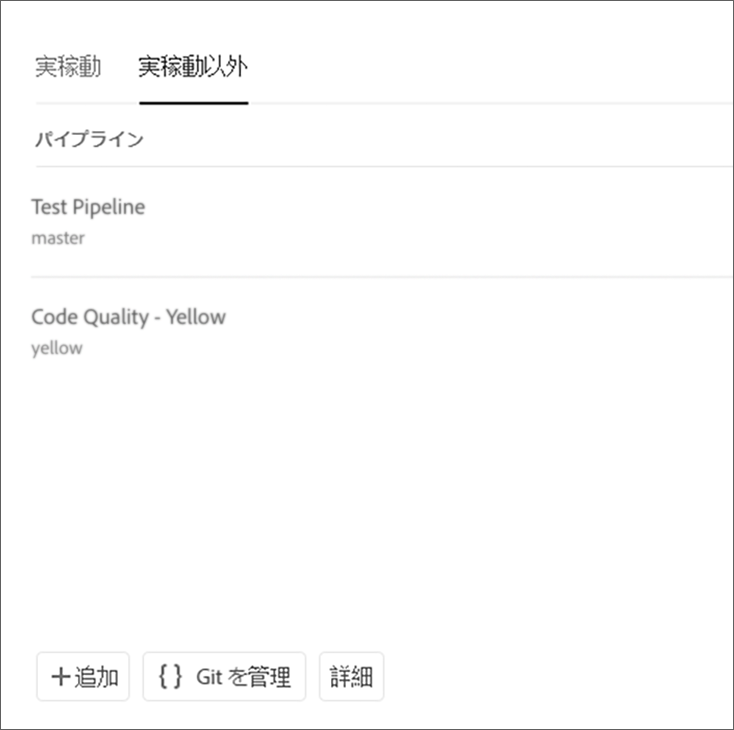 実稼動 実稼動以外
パイプライン
Test Pipeline
master
Code Quality - Yellow
yellow
+追加 {} Git を管理 詳細